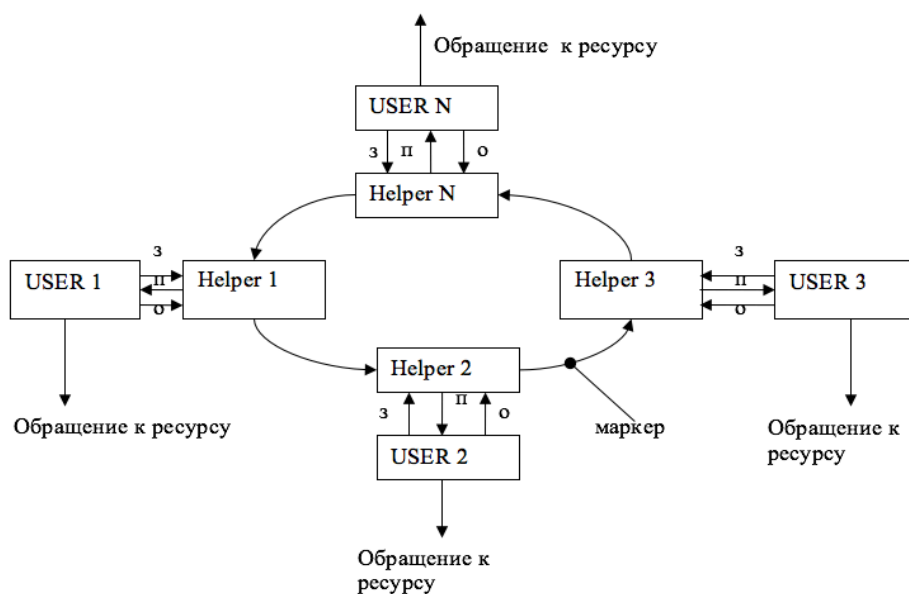 Обращение к ресурсу
USER N
з п о
Helper N
USER 1
з
п
о
Helper 1
Helper 3
з
п
о
USER 3
Helper 2
з п о
USER 2
маркер
Обращение к ресурсу
Обращение к
ресурсу
Обращение к
ресурсу